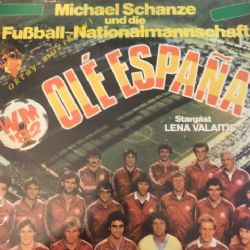 Michael Schanze
und die
Fußball-Nationalmannschaft
OLÉ ESPAÑA
WM
82
Stargast
LENA VALAITIS